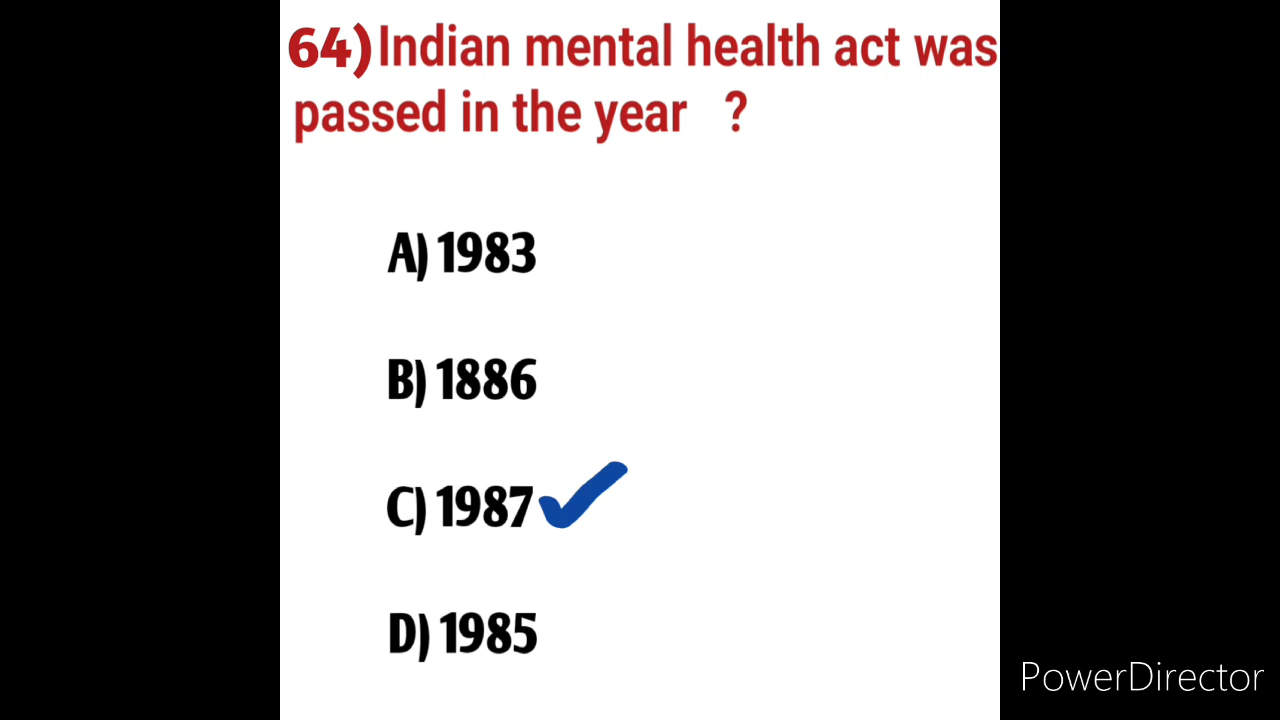 64) Indian mental health act was
passed in the year ?
A) 1983
B) 1886
C) 1987
D) 1985
PowerDirector